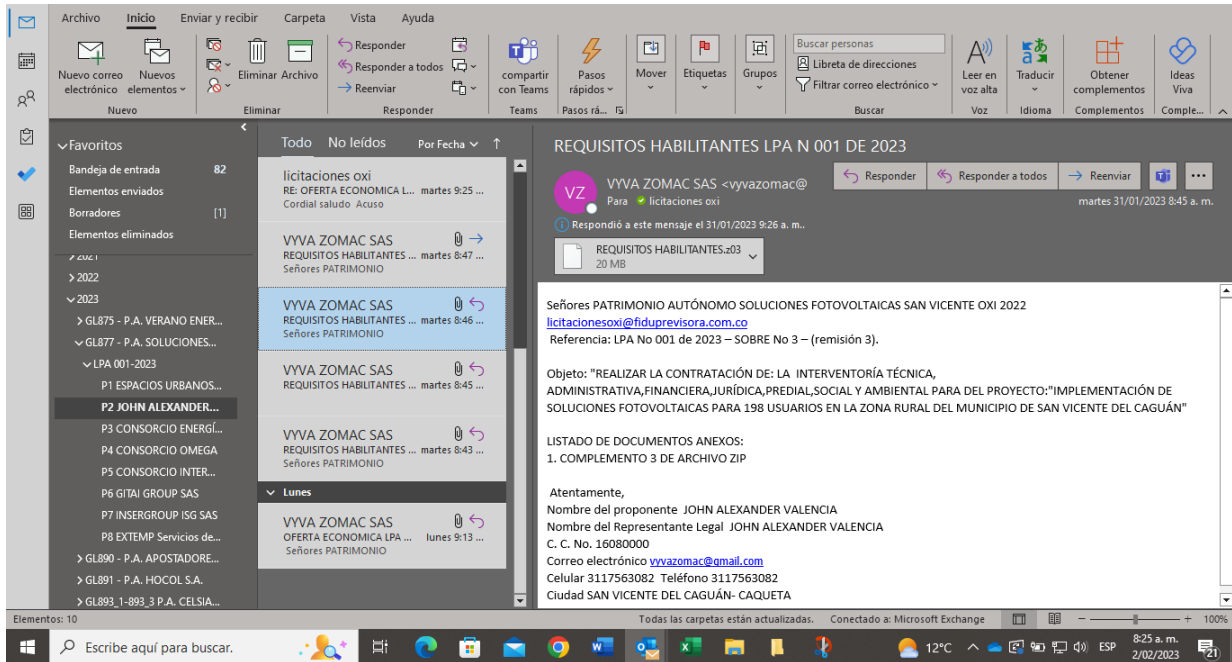 Archivo Inicio Enviar y recibir Carpeta Vista Ayuda
Nuevo correo electrónico
Nuevos elementos
Nuevo
Eliminar
Archivo
Eliminar
Responder
Responder a todos
Reenviar
Responder
compartir con Teams
Teams
Pasos rápidos
Pasos rá...
Mover
Etiquetas
Grupos
Buscar personas
Libreta de direcciones
Filtrar correo electrónico
Buscar
Leer en voz alta
Voz
Traducir
Idioma
Obtener complementos
Complementos
Ideas Viva
Comple...
Favoritos
Bandeja de entrada 82
Elementos enviados
Borradores [1]
Elementos eliminados
2021
2022
2023
GL875 - P.A. VERANO ENER...
GL877 - P.A. SOLUCIONES...
LPA 001-2023
P1 ESPACIOS URBANOS...
P2 JOHN ALEXANDER...
P3 CONSORCIO ENERGÍ...
P4 CONSORCIO OMEGA
P5 CONSORCIO INTER...
P6 GITAI GROUP SAS
P7 INSERGROUP ISG SAS
P8 EXTEMP Servicios de...
GL890 - P.A. APOSTADORE...
GL891 - P.A. HOCOL S.A.
GL893_1-893_3 P.A. CELSIA...
Todo No leídos Por Fecha
licitaciones oxi
RE: OFERTA ECONOMICA L... martes 9:25 ...
Cordial saludo Acuso
VYVA ZOMAC SAS
REQUISITOS HABILITANTES ... martes 8:47 ...
Señores PATRIMONIO
VYVA ZOMAC SAS
REQUISITOS HABILITANTES ... martes 8:46 ...
Señores PATRIMONIO
VYVA ZOMAC SAS
REQUISITOS HABILITANTES ... martes 8:45 ...
VYVA ZOMAC SAS
REQUISITOS HABILITANTES ... martes 8:43 ...
Señores PATRIMONIO
Lunes
VYVA ZOMAC SAS
OFERTA ECONOMICA LPA ... lunes 9:13 ...
Señores PATRIMONIO
REQUISITOS HABILITANTES LPA N 001 DE 2023
VZ
VYVA ZOMAC SAS <vyvazomac@
Para licitaciones oxi
Responder Responder a todos Reenviar
martes 31/01/2023 8:45 a. m.
Respondió a este mensaje el 31/01/2023 9:26 a. m..
REQUISITOS HABILITANTES.z03
20 MB
Señores PATRIMONIO AUTÓNOMO SOLUCIONES FOTOVOLTAICAS SAN VICENTE OXI 2022
licitacionesoxi@fiduprevisora.com.co
Referencia: LPA No 001 de 2023 – SOBRE No 3 – (remisión 3).
Objeto: "REALIZAR LA CONTRATACIÓN DE: LA INTERVENTORÍA TÉCNICA,
ADMINISTRATIVA,FINANCIERA,JURÍDICA,PREDIAL,SOCIAL Y AMBIENTAL PARA DEL PROYECTO:"IMPLEMENTACIÓN DE
SOLUCIONES FOTOVOLTAICAS PARA 198 USUARIOS EN LA ZONA RURAL DEL MUNICIPIO DE SAN VICENTE DEL CAGUÁN"
LISTADO DE DOCUMENTOS ANEXOS:
1. COMPLEMENTO 3 DE ARCHIVO ZIP
Atentamente,
Nombre del proponente JOHN ALEXANDER VALENCIA
Nombre del Representante Legal JOHN ALEXANDER VALENCIA
C. C. No. 16080000
Correo electrónico vyvazomac@gmail.com
Celular 3117563082 Teléfono 3117563082
Ciudad SAN VICENTE DEL CAGUÁN- CAQUETA
Elementos: 10
Todas las carpetas están actualizadas. Conectado a: Microsoft Exchange
100%
Escribe aquí para buscar.
12°C
ESP
8:25 a. m.
2/02/2023
21